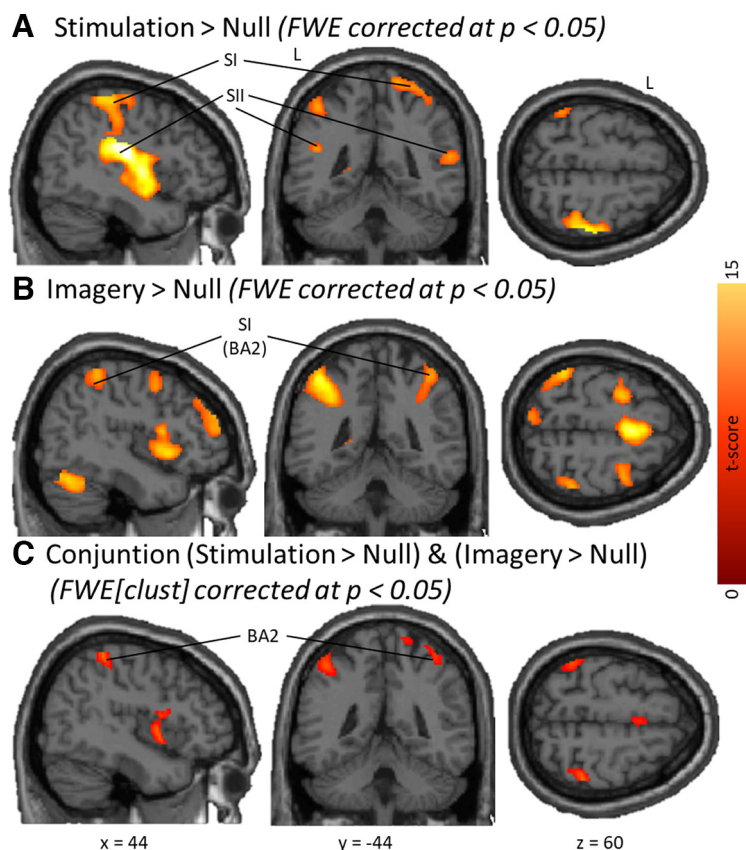 A Stimulation > Null (FWE corrected at p < 0.05)
L
SI
SII
L
B Imagery > Null (FWE corrected at p < 0.05)
SI
(BA2)
15
t-score
0
C Conjuntion (Stimulation > Null) & (Imagery > Null)
(FWE[clust] corrected at p < 0.05)
BA2
x = 44 y = -44 z = 60